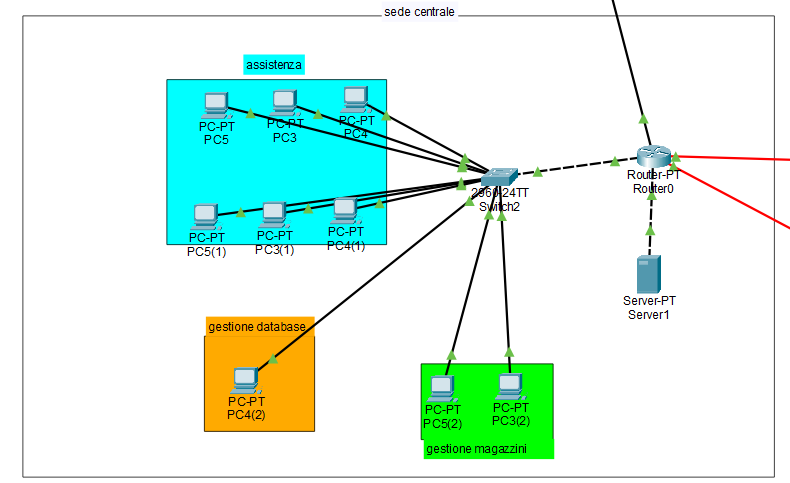 sede centrale
assistenza
PC-PT
PC5
PC-PT
PC3
PC-PT
PC4
2960-24TT
Switch2
Router-PT
Router0
PC-PT
PC5(1)
PC-PT
PC3(1)
PC-PT
PC4(1)
Server-PT
Server1
gestione database
PC-PT
PC4(2)
PC-PT
PC5(2)
PC-PT
PC3(2)
gestione magazzini